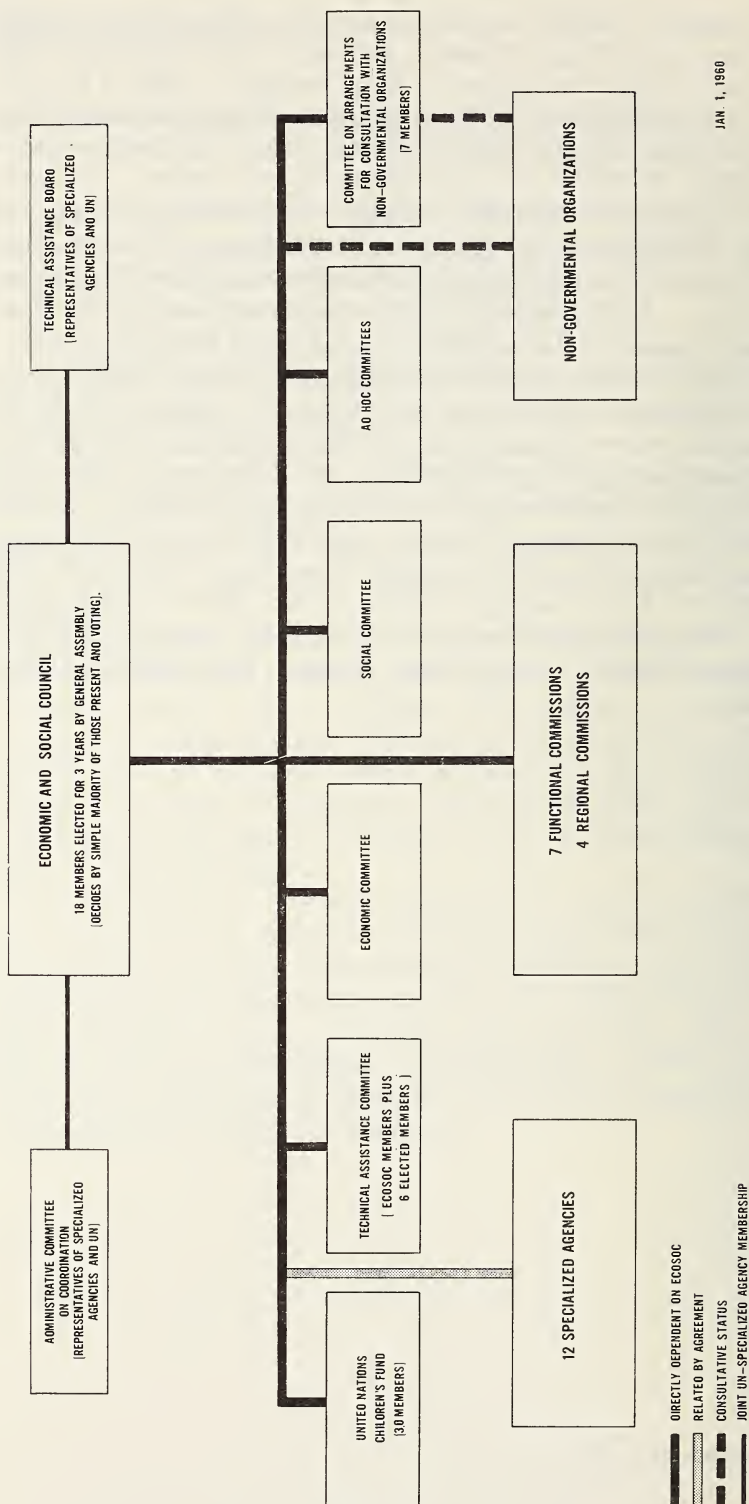 ECONOMIC AND SOCIAL COUNCIL
18 MEMBERS ELECTED FOR 3 YEARS BY GENERAL ASSEMBLY
[DECIDES BY SIMPLE MAJORITY OF THOSE PRESENT AND VOTING].
ADMINISTRATIVE COMMITTEE
ON COORDINATION
[REPRESENTATIVES OF SPECIALIZED
AGENCIES AND UN]
TECHNICAL ASSISTANCE BOARD
[REPRESENTATIVES OF SPECIALIZED
AGENCIES AND UN]
UNITED NATIONS
CHILDREN'S FUND
[30 MEMBERS]
TECHNICAL ASSISTANCE COMMITTEE
[ ECOSOC MEMBERS PLUS
6 ELECTED MEMBERS ]
ECONOMIC COMMITTEE
SOCIAL COMMITTEE
AD HOC COMMITTEES
COMMITTEE ON ARRANGEMENTS
FOR CONSULTATION WITH
NON-GOVERNMENTAL ORGANIZATIONS
[7 MEMBERS]
12 SPECIALIZED AGENCIES
7 FUNCTIONAL COMMISSIONS
4 REGIONAL COMMISSIONS
NON-GOVERNMENTAL ORGANIZATIONS
DIRECTLY DEPENDENT ON ECOSOC
RELATED BY AGREEMENT
CONSULTATIVE STATUS
JOINT UN-SPECIALIZED AGENCY MEMBERSHIP
JAN. 1, 1960